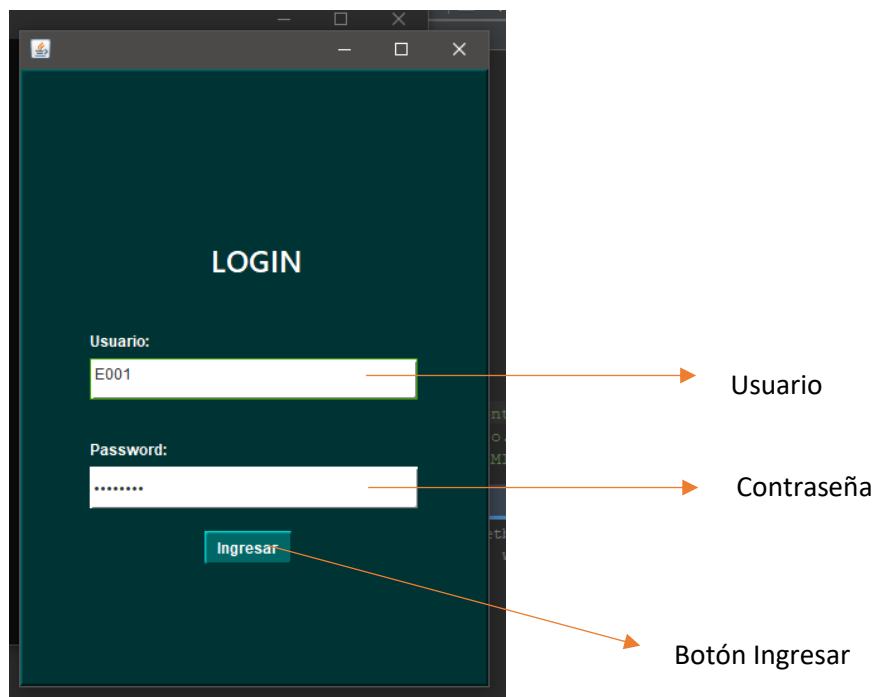 LOGIN
Usuario:
E001
Usuario
Password:
••••••••
Contraseña
Ingresar
Botón Ingresar